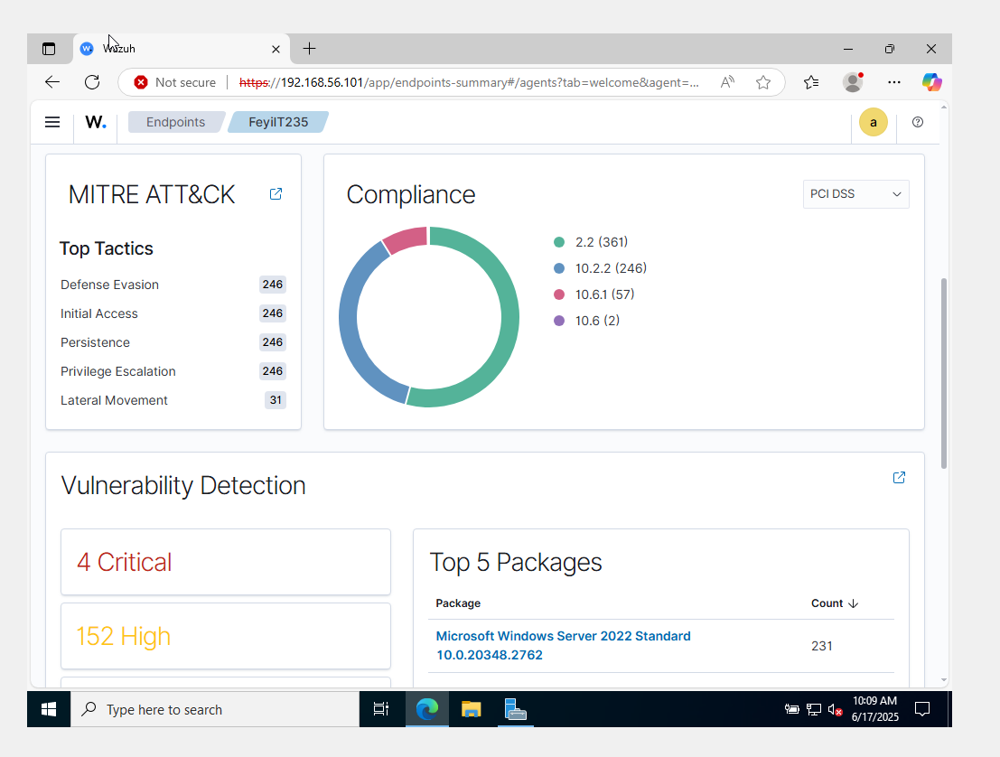 Wazuh
Not secure
https://192.168.56.101/app/endpoints-summary#/agents?tab=welcome&agent=...
W.
Endpoints
FeyiIT235
a
MITRE ATT&CK
Top Tactics
Defense Evasion 246
Initial Access 246
Persistence 246
Privilege Escalation 246
Lateral Movement 31
Compliance
PCI DSS
2.2 (361)
10.2.2 (246)
10.6.1 (57)
10.6 (2)
Vulnerability Detection
4 Critical
152 High
Top 5 Packages
Package Count
Microsoft Windows Server 2022 Standard
10.0.20348.2762
231
Type here to search
10:09 AM
6/17/2025